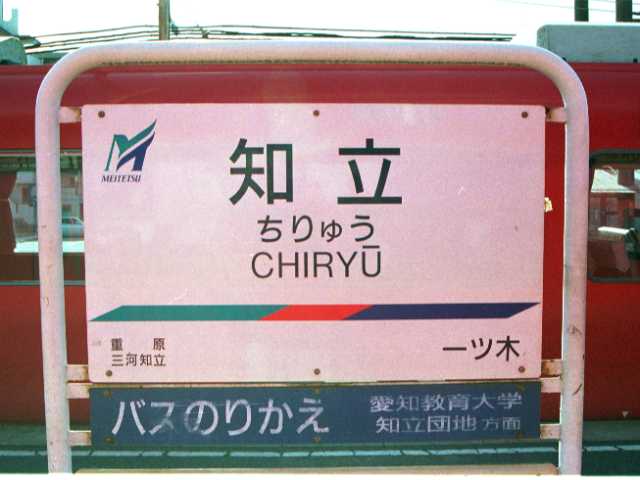 MEITETSU
知立
ちりゅう
CHIRYŪ
重原
三河知立
一ツ木
バスのりかえ
愛知教育大学
知立団地方面